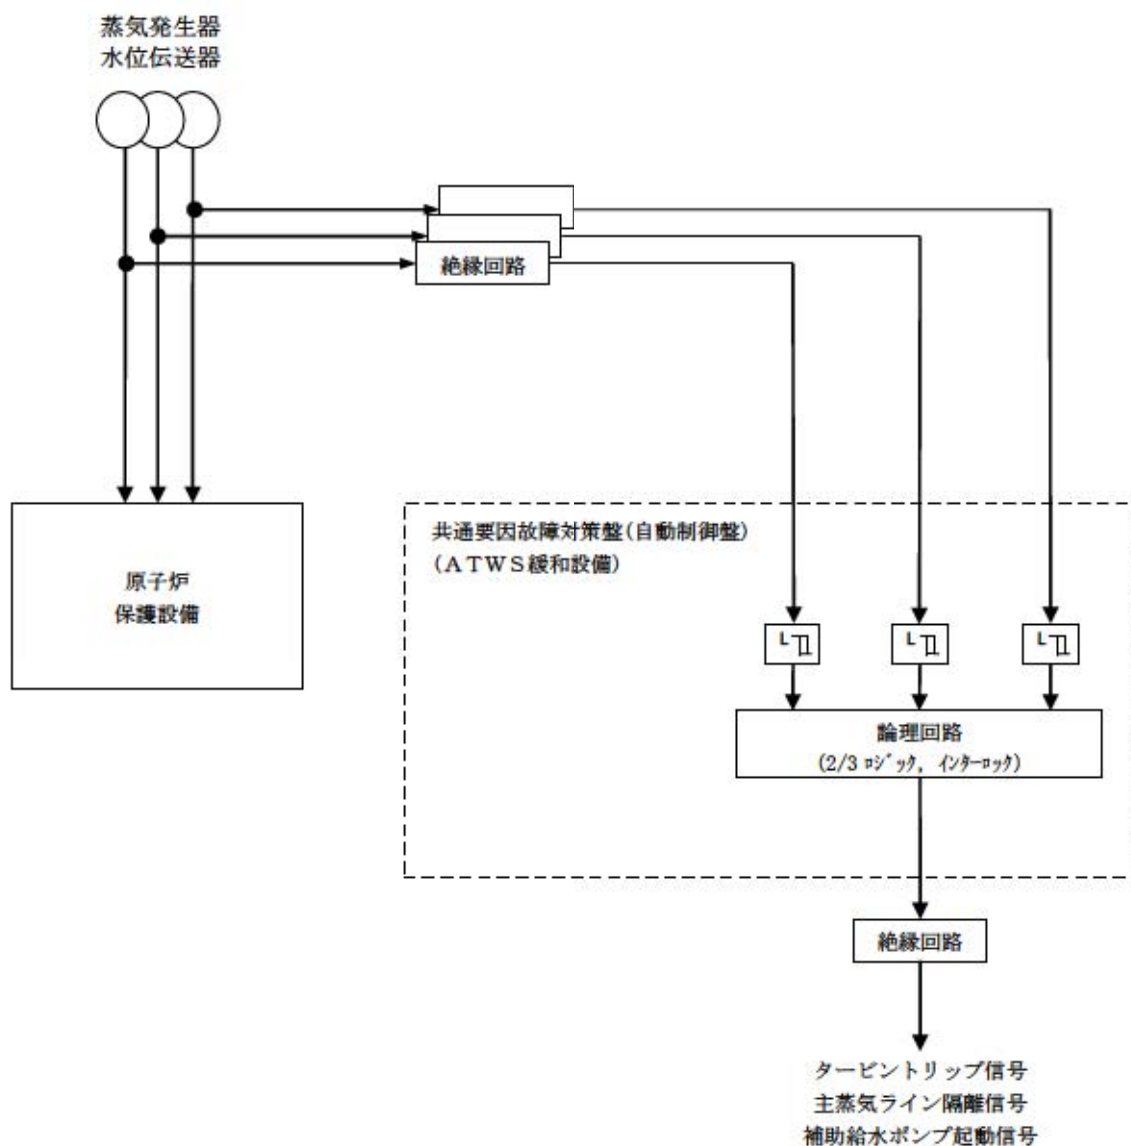 蒸気発生器
水位伝送器
絶縁回路
共通要因故障対策盤(自動制御盤)
(ATWS緩和設備)
原子炉
保護設備
L
L
L
論理回路
(2/3 ﾛｼﾞｯｸ, ｲﾝﾀｰﾛｯｸ)
絶縁回路
タービントリップ信号
主蒸気ライン隔離信号
補助給水ポンプ起動信号